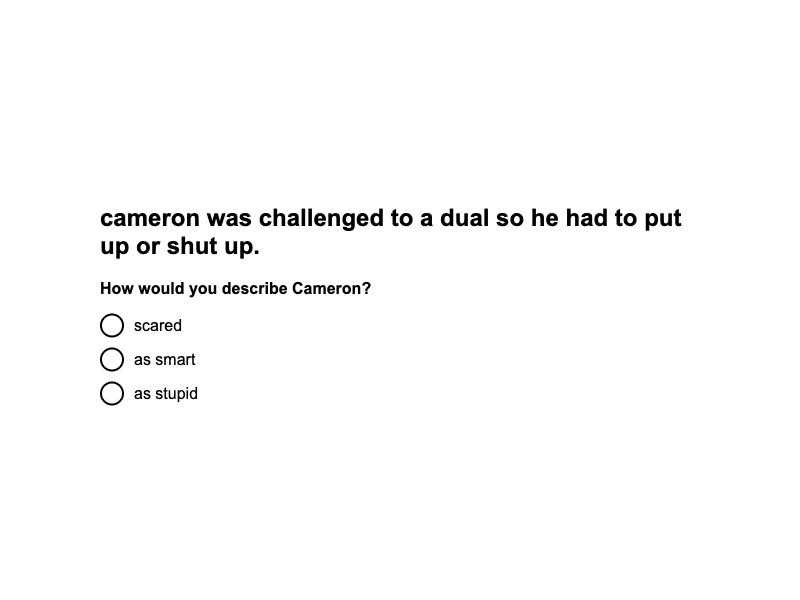 cameron was challenged to a dual so he had to put
up or shut up.
How would you describe Cameron?
scared
as smart
as stupid